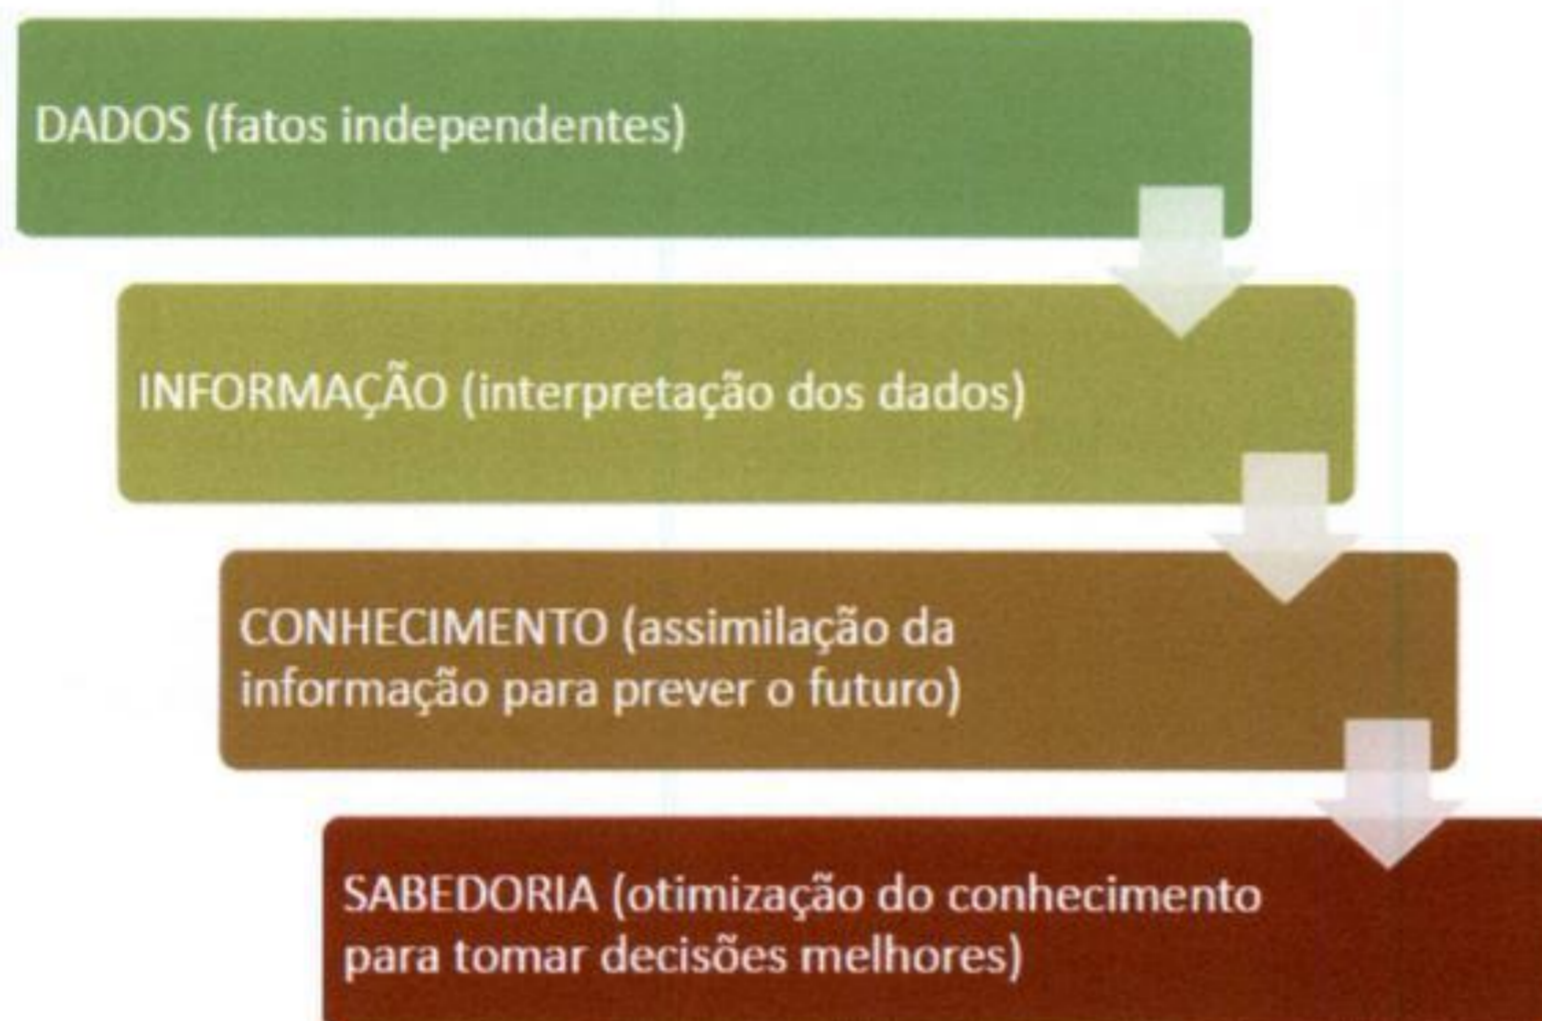 DADOS (fatos independentes)
INFORMAÇÃO (interpretação dos dados)
CONHECIMENTO (assimilação da
informação para prever o futuro)
SABEDORIA (otimização do conhecimento
para tomar decisões melhores)